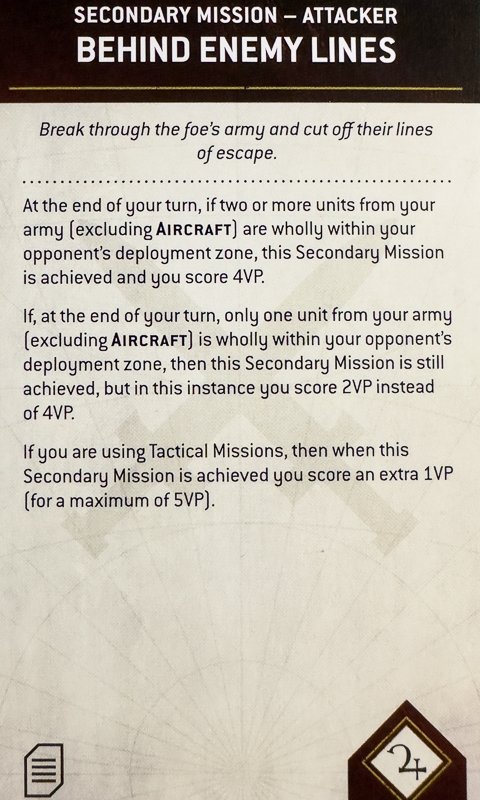 SECONDARY MISSION – ATTACKER
BEHIND ENEMY LINES
Break through the foe's army and cut off their lines
of escape.
At the end of your turn, if two or more units from your
army (excluding AIRCRAFT) are wholly within your
opponent's deployment zone, this Secondary Mission
is achieved and you score 4VP.
If, at the end of your turn, only one unit from your army
(excluding AIRCRAFT) is wholly within your opponent's
deployment zone, then this Secondary Mission is still
achieved, but in this instance you score 2VP instead
of 4VP.
If you are using Tactical Missions, then when this
Secondary Mission is achieved you score an extra 1VP
(for a maximum of 5VP).